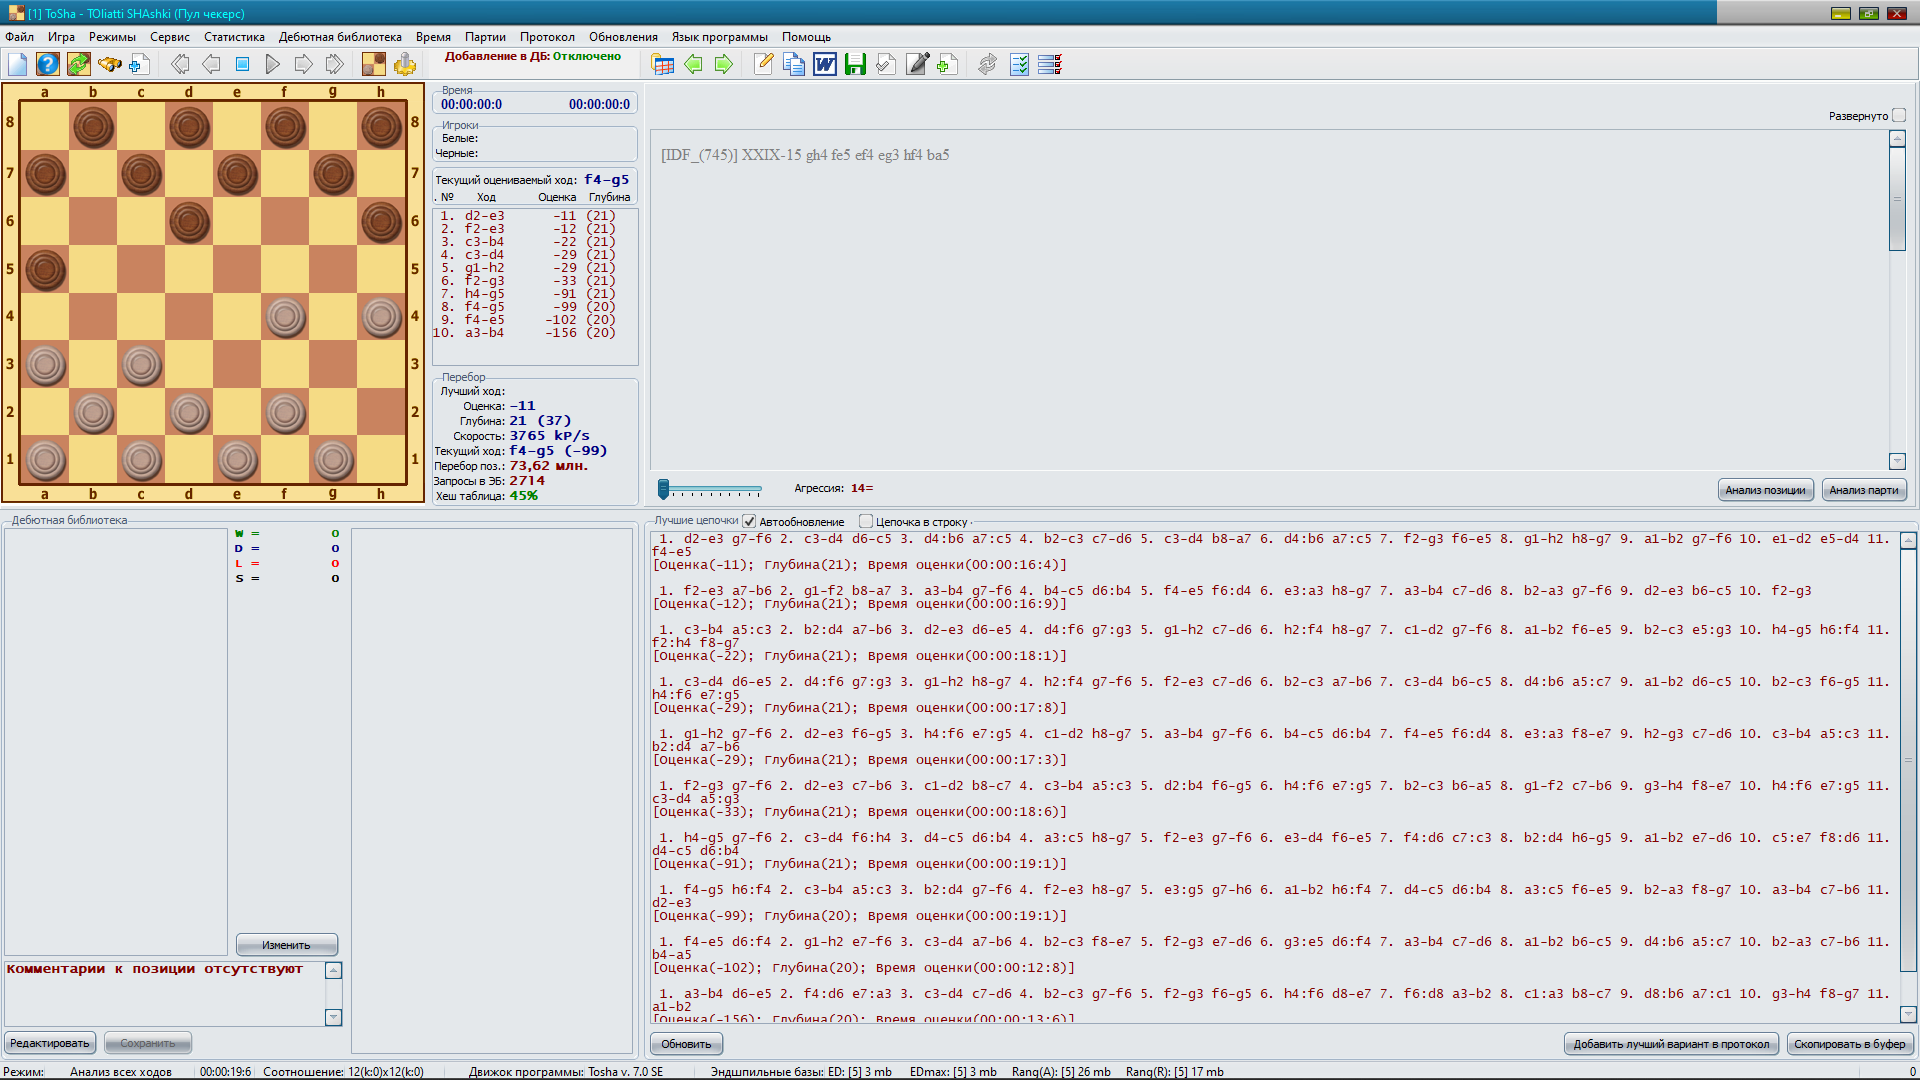 [1] ToSha - TOliatti SHAshki (Пул чекерс)
Файл Игра Режимы Сервис Статистика Дебютная библиотека Время Партии Протокол Обновления Язык программы Помощь
Добавление в ДБ: Отключено
a b c d e f g h
8 8
7 7
6 6
5 5
4 4
3 3
2 2
1 1
a b c d e f g h
Время
00:00:00:0 00:00:00:0
Игроки
Белые:
Черные:
Текущий оцениваемый ход: f4-g5
. № Ход Оценка Глубина
1. d2-e3 -11 (21)
2. f2-e3 -12 (21)
3. c3-b4 -22 (21)
4. c3-d4 -29 (21)
5. g1-h2 -29 (21)
6. f2-g3 -33 (21)
7. h4-g5 -91 (21)
8. f4-g5 -99 (20)
9. f4-e5 -102 (20)
10. a3-b4 -156 (20)
Перебор
Лучший ход:
Оценка: -11
Глубина: 21 (37)
Скорость: 3765 kP/s
Текущий ход: f4-g5 (-99)
Перебор поз.: 73,62 млн.
Запросы в ЭБ: 2714
Хеш таблица: 45%
Развернуто
[IDF_(745)] XXIX-15 gh4 fe5 ef4 eg3 hf4 ba5
Агрессия: 14=
Анализ позиции Анализ парти
Дебютная библиотека
W = 0
D = 0
L = 0
S = 0
Изменить
Комментарии к позиции отсутствуют
Редактировать Сохранить
Лучшие цепочки Автообновление Цепочка в строку
1. d2-e3 g7-f6 2. c3-d4 d6-c5 3. d4:b6 a7:c5 4. b2-c3 c7-d6 5. c3-d4 b8-a7 6. d4:b6 a7:c5 7. f2-g3 f6-e5 8. g1-h2 h8-g7 9. a1-b2 g7-f6 10. e1-d2 e5-d4 11.
f4-e5
[Оценка(-11); Глубина(21); Время оценки(00:00:16:4)]
1. f2-e3 a7-b6 2. g1-f2 b8-a7 3. a3-b4 g7-f6 4. b4-c5 d6:b4 5. f4-e5 f6:d4 6. e3:a3 h8-g7 7. a3-b4 c7-d6 8. b2-a3 g7-f6 9. d2-e3 b6-c5 10. f2-g3
[Оценка(-12); Глубина(21); Время оценки(00:00:16:9)]
1. c3-b4 a5:c3 2. b2:d4 a7-b6 3. d2-e3 d6-e5 4. d4:f6 g7:g3 5. g1-h2 c7-d6 6. h2:f4 h8-g7 7. c1-d2 g7-f6 8. a1-b2 f6-e5 9. b2-c3 e5:g3 10. h4-g5 h6:f4 11.
f2:h4 f8-g7
[Оценка(-22); Глубина(21); Время оценки(00:00:18:1)]
1. c3-d4 d6-e5 2. d4:f6 g7:g3 3. g1-h2 h8-g7 4. h2:f4 g7-f6 5. f2-e3 c7-d6 6. b2-c3 a7-b6 7. c3-d4 b6-c5 8. d4:b6 a5:c7 9. a1-b2 d6-c5 10. b2-c3 f6-g5 11.
h4:f6 e7:g5
[Оценка(-29); Глубина(21); Время оценки(00:00:17:8)]
1. g1-h2 g7-f6 2. d2-e3 f6-g5 3. h4:f6 e7:g5 4. c1-d2 h8-g7 5. a3-b4 g7-f6 6. b4-c5 d6:b4 7. f4-e5 f6:d4 8. e3:a3 f8-e7 9. h2-g3 c7-d6 10. c3-b4 a5:c3 11.
b2:d4 a7-b6
[Оценка(-29); Глубина(21); Время оценки(00:00:17:3)]
1. f2-g3 g7-f6 2. d2-e3 c7-b6 3. c1-d2 b8-c7 4. c3-b4 a5:c3 5. d2:b4 f6-g5 6. h4:f6 e7:g5 7. b2-c3 b6-a5 8. g1-f2 c7-b6 9. g3-h4 f8-e7 10. h4:f6 e7:g5 11.
c3-d4 a5:g3
[Оценка(-33); Глубина(21); Время оценки(00:00:18:6)]
1. h4-g5 g7-f6 2. c3-d4 f6:h4 3. d4-c5 d6:b4 4. a3:c5 h8-g7 5. f2-e3 g7-f6 6. e3-d4 f6-e5 7. f4:d6 c7:c3 8. b2:d4 h6-g5 9. a1-b2 e7-d6 10. c5:e7 f8:d6 11.
d4-c5 d6:b4
[Оценка(-91); Глубина(21); Время оценки(00:00:19:1)]
1. f4-g5 h6:f4 2. c3-b4 a5:c3 3. b2:d4 g7-f6 4. f2-e3 h8-g7 5. e3:g5 g7-h6 6. a1-b2 h6:f4 7. d4-c5 d6:b4 8. a3:c5 f6-e5 9. b2-a3 f8-g7 10. a3-b4 c7-b6 11.
d2-e3
[Оценка(-99); Глубина(20); Время оценки(00:00:19:1)]
1. f4-e5 d6:f4 2. g1-h2 e7-f6 3. c3-d4 a7-b6 4. b2-c3 f8-e7 5. f2-g3 e7-d6 6. g3:e5 d6:f4 7. a3-b4 c7-d6 8. a1-b2 b6-c5 9. d4:b6 a5:c7 10. b2-a3 c7-b6 11.
b4-a5
[Оценка(-102); Глубина(20); Время оценки(00:00:12:8)]
1. a3-b4 d6-e5 2. f4:d6 e7:a3 3. c3-d4 c7-d6 4. b2-c3 g7-f6 5. f2-g3 f6-g5 6. h4:f6 d8-e7 7. f6:d8 a3-b2 8. c1:a3 b8-c7 9. d8:b6 a7:c1 10. g3-h4 f8-g7 11.
a1-b2
[Оценка(-156); Глубина(20); Время оценки(00:00:13:6)]
Обновить Добавить лучший вариант в протокол Скопировать в буфер
Режим: Анализ всех ходов 00:00:19:6 Соотношение: 12(k:0)x12(k:0) Движок программы: Tosha v. 7.0 SE Эндшпильные базы: ED: [5] 3 mb EDmax: [5] 3 mb Rang(A): [5] 26 mb Rang(R): [5] 17 mb 0